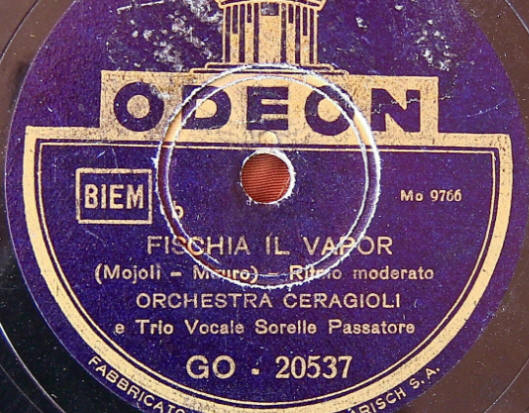 ODEON
BIEM
b
Mo 9766
FISCHIA IL VAPOR
(Mojoli - Mauro) - Ritmo moderato
ORCHESTRA CERAGIOLI
e Trio Vocale Sorelle Passatore
GO - 20537
FABBRICATO ARISCH S.A.